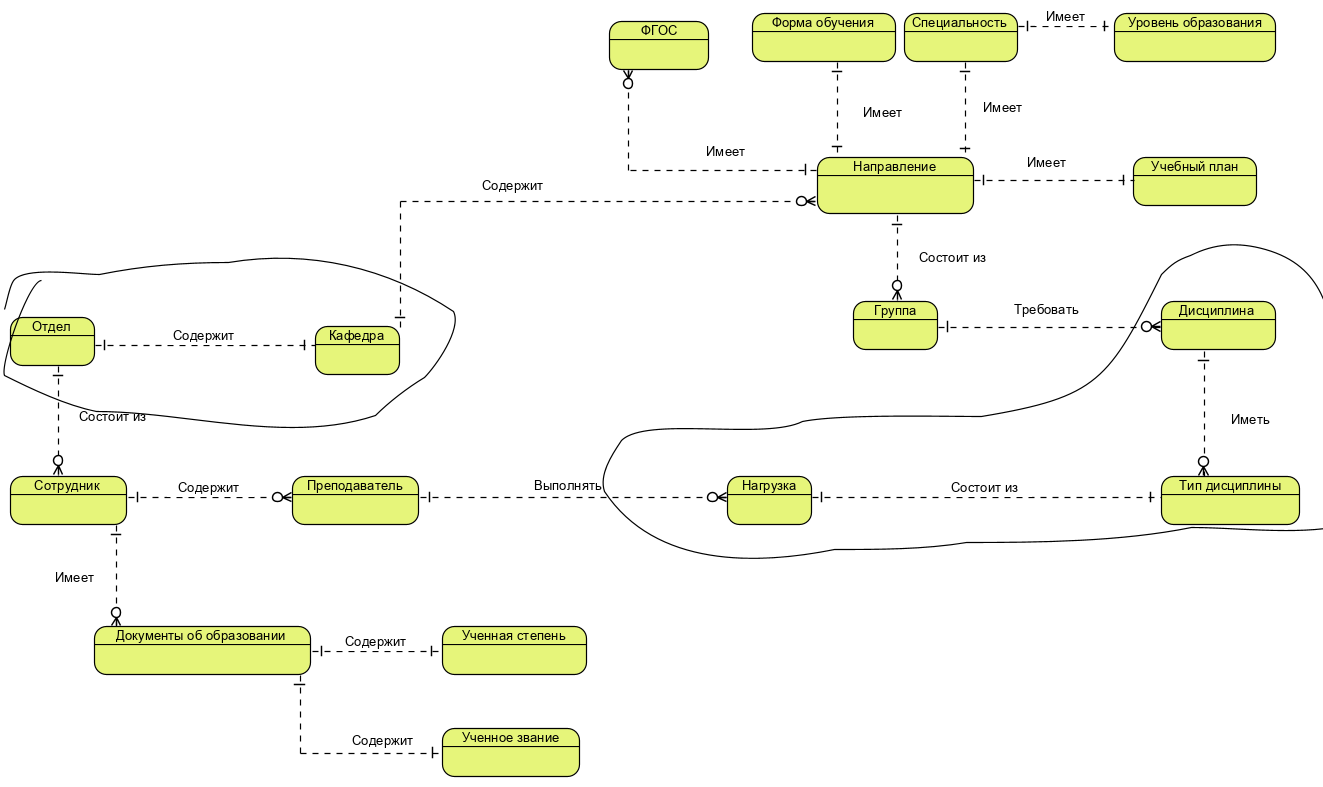 ФГОС
Форма обучения
Специальность
Имеет
Уровень образования
Имеет
Имеет
Имеет
Направление
Имеет
Учебный план
Содержит
Состоит из
Группа
Требовать
Дисциплина
Отдел
Содержит
Кафедра
Состоит из
Иметь
Сотрудник
Содержит
Преподаватель
Выполнять
Нагрузка
Состоит из
Тип дисциплины
Имеет
Документы об образовании
Содержит
Ученная степень
Содержит
Ученное звание